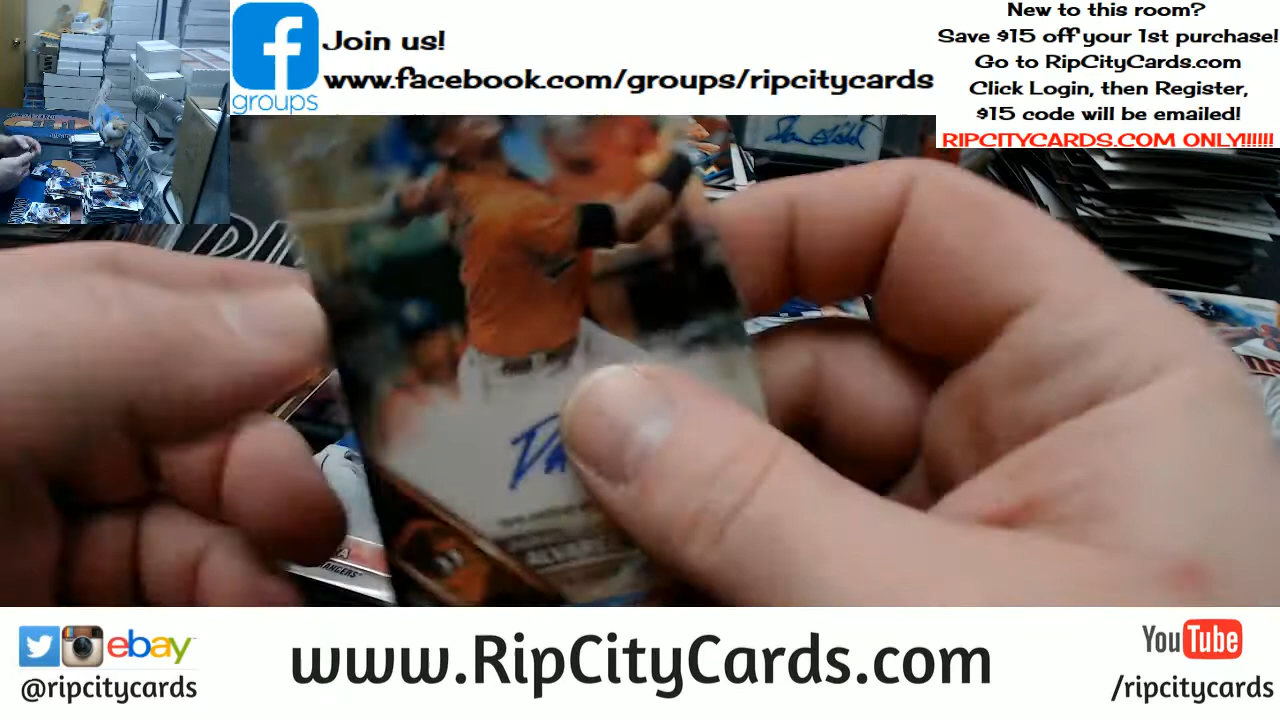 Join us!
www.facebook.com/groups/ripcitycards
groups
New to this room?
Save $15 off your 1st purchase!
Go to RipCityCards.com
Click Login, then Register,
$15 code will be emailed!
RIPCITYCARDS.COM ONLY!!!!!!
RANGERS
ebay
@ripcitycards
www.RipCityCards.com
YouTube
/ripcitycards